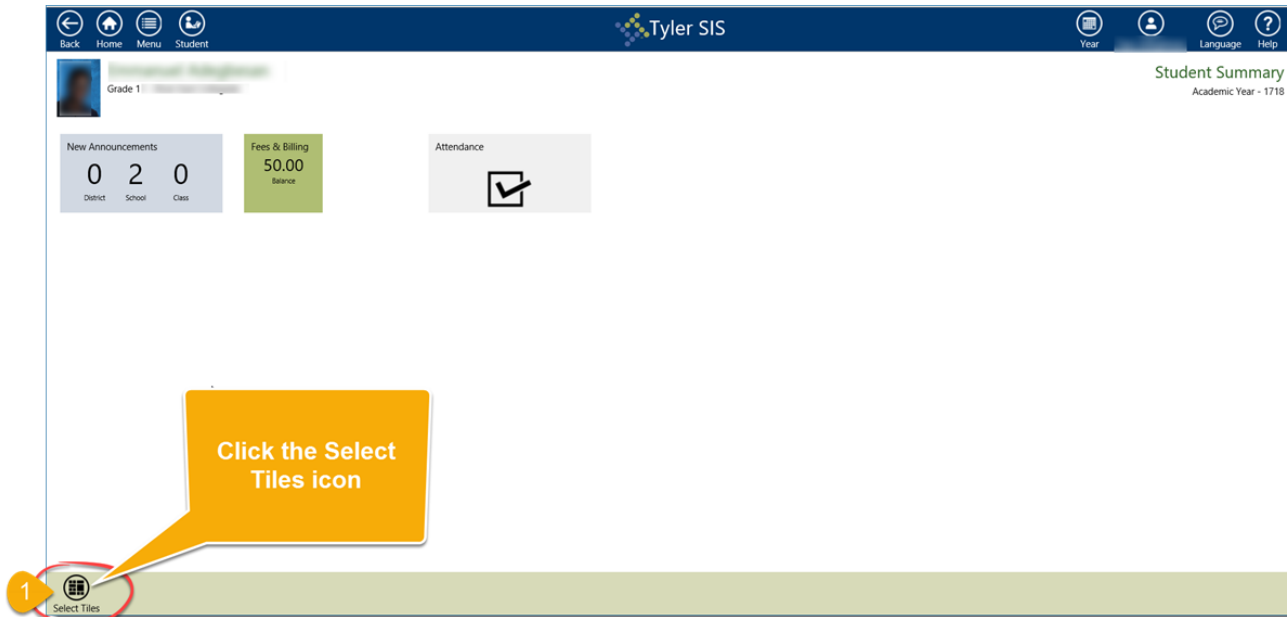 Back Home Menu Student
Tyler SIS
Year Language Help
Grade 1
Student Summary
Academic Year - 1718
New Announcements
0 2 0
District School Class
Fees & Billing
50.00
Balance
Attendance
Click the Select
Tiles icon
1
Select Tiles